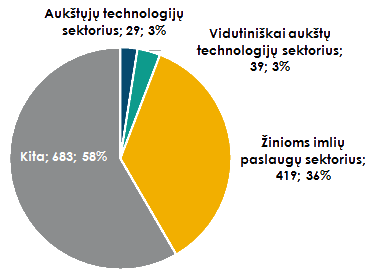 Aukštųjų technologijų
sektorius; 29; 3%
Vidutiniškai aukštų
technologijų sektorius;
39; 3%
Žinioms imlių
paslaugų sektorius;
419; 36%
Kita; 683; 58%